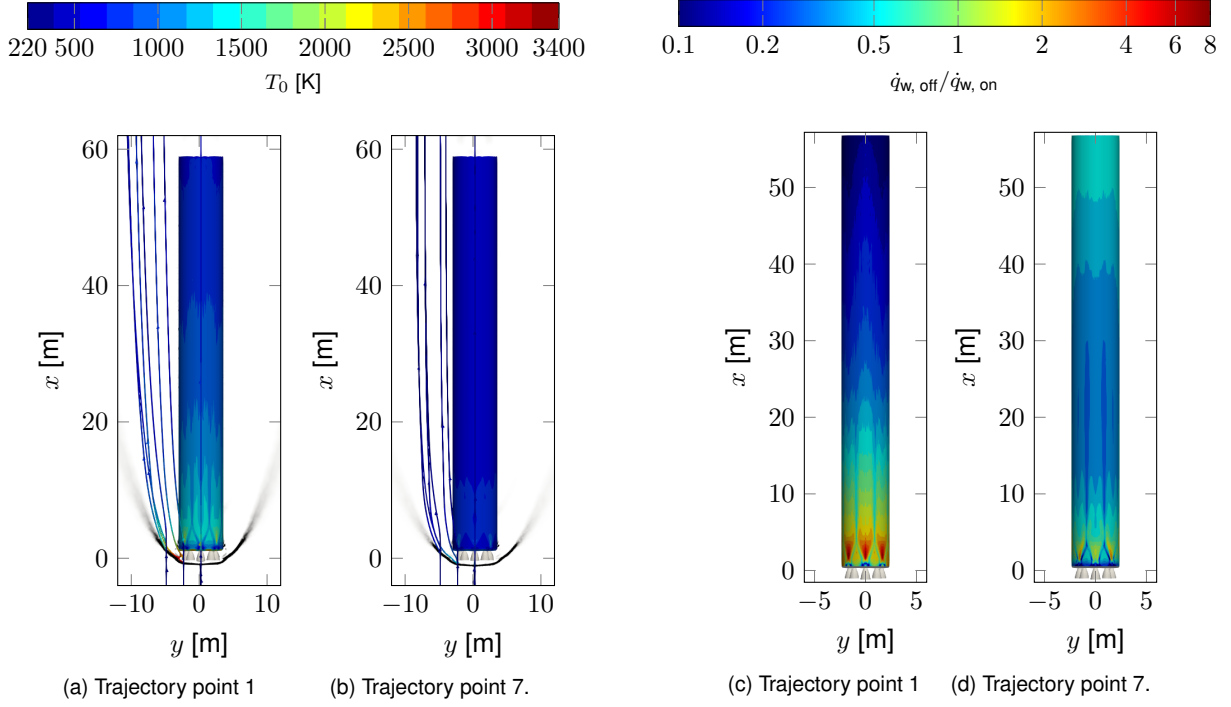 220 500 1000 1500 2000 2500 3000 3400
T₀ [K]
0.1 0.2 0.5 1 2 4 6 8
q̇w, off/q̇w, on
60
40
20
0
x [m]
−10 0 10
y [m]
(a) Trajectory point 1
60
40
20
0
x [m]
−10 0 10
y [m]
(b) Trajectory point 7.
50
40
30
20
10
0
x [m]
−5 0 5
y [m]
(c) Trajectory point 1
50
40
30
20
10
0
x [m]
−5 0 5
y [m]
(d) Trajectory point 7.